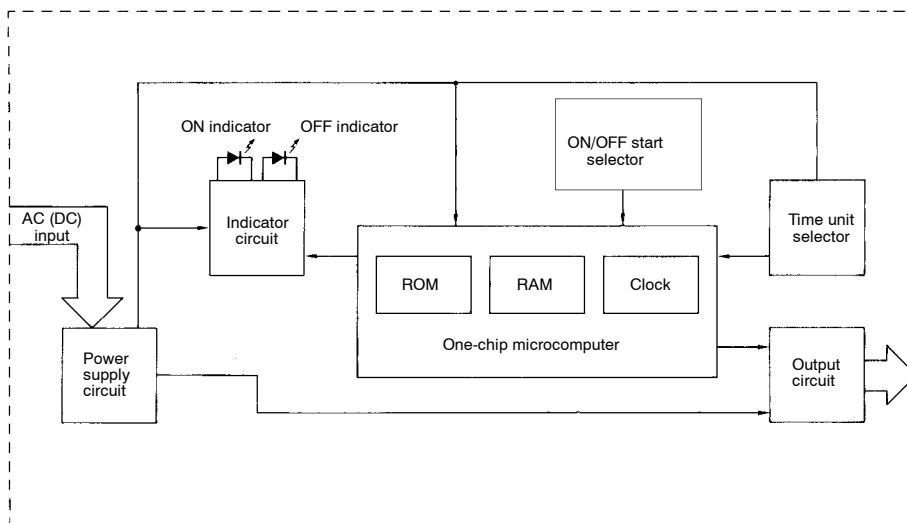 ON indicator
OFF indicator
ON/OFF start
selector
AC (DC)
input
Indicator
circuit
Time unit
selector
ROM
RAM
Clock
One-chip microcomputer
Power
supply
circuit
Output
circuit